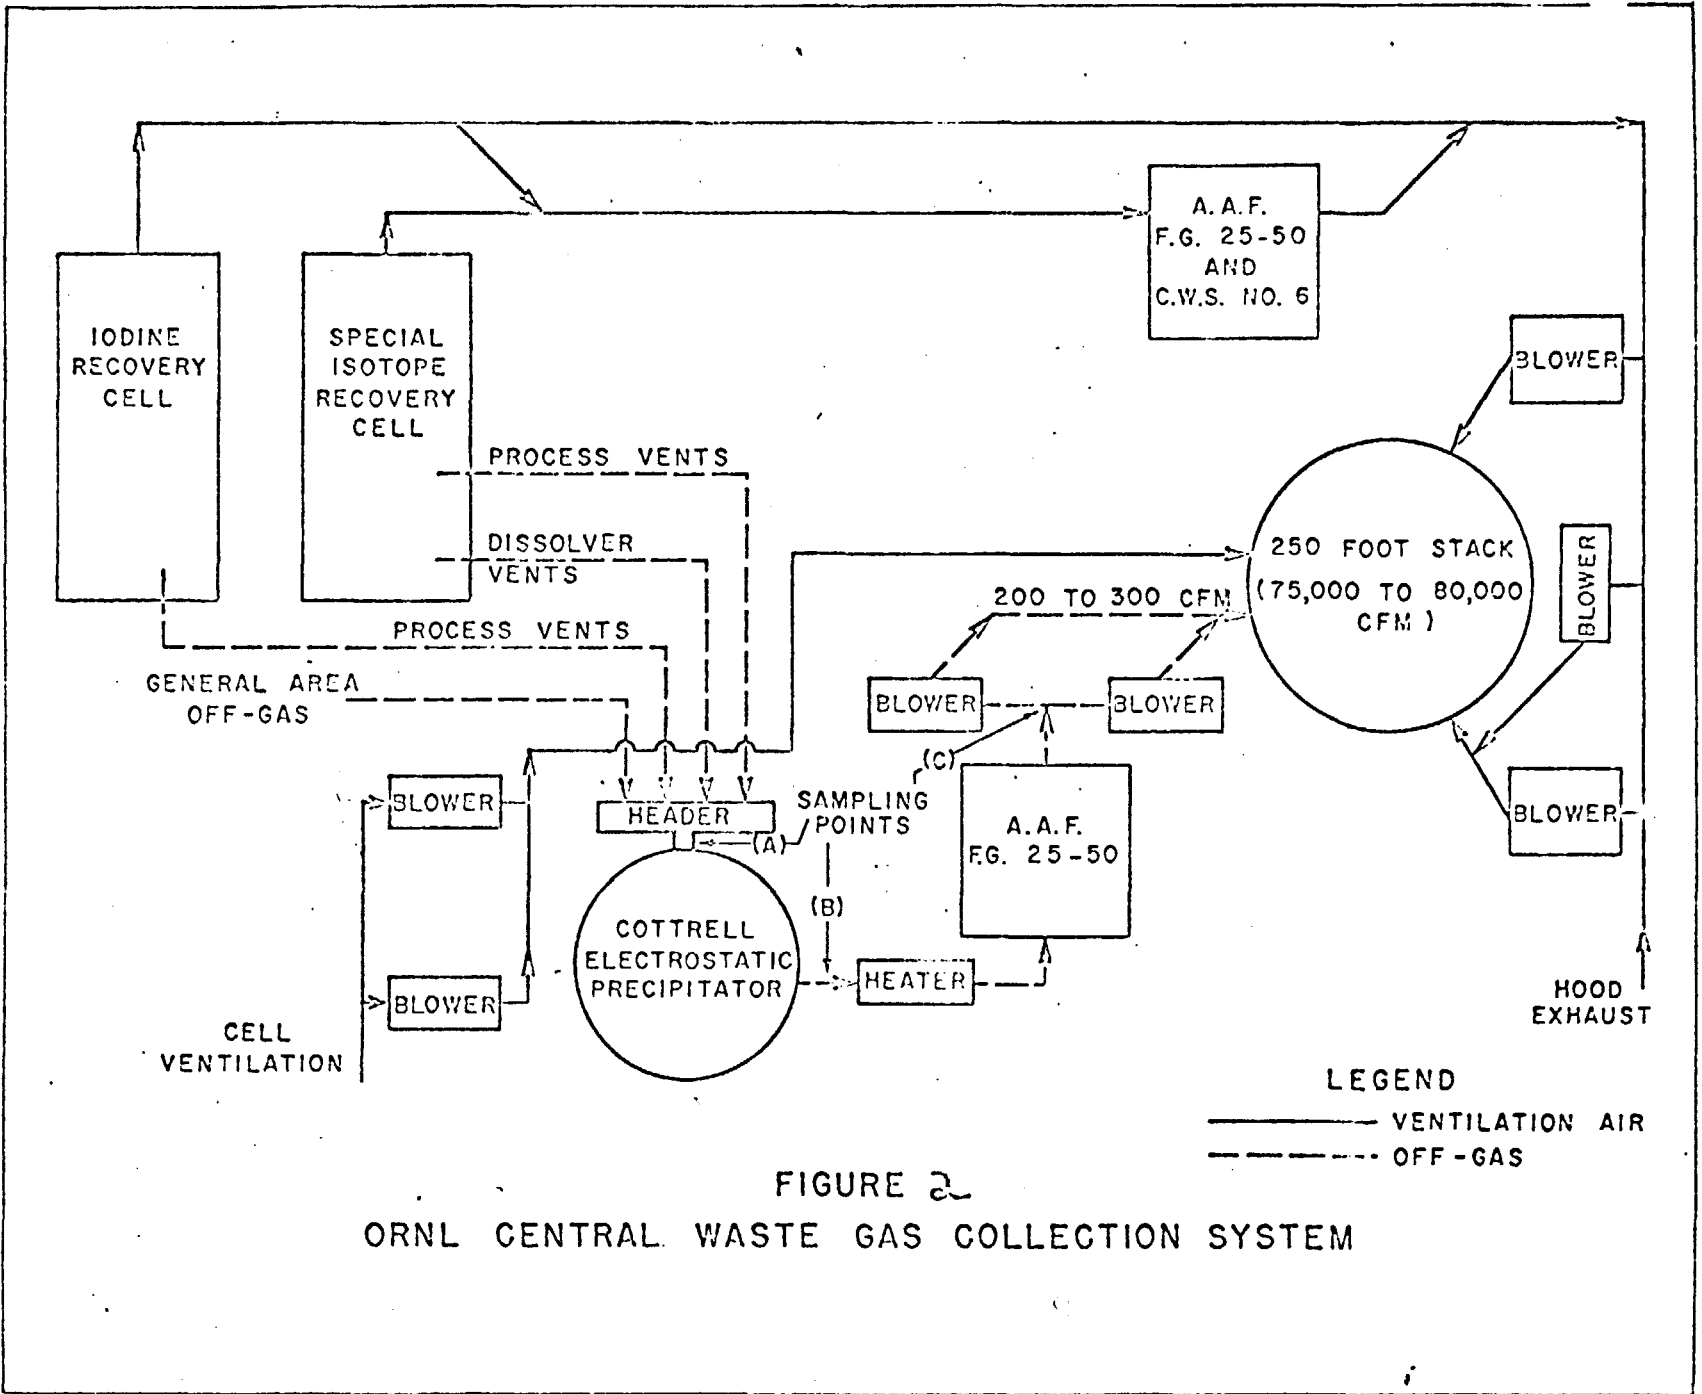 A.A.F.
F.G. 25-50
AND
C.W.S. NO. 6
IODINE
RECOVERY
CELL
SPECIAL
ISOTOPE
RECOVERY
CELL
BLOWER
PROCESS VENTS
DISSOLVER
VENTS
250 FOOT STACK
(75,000 TO 80,000
CFM)
BLOWER
200 TO 300 CFM
PROCESS VENTS
GENERAL AREA
OFF-GAS
BLOWER
BLOWER
(C)
BLOWER
HEADER
SAMPLING
POINTS
(A)
A.A.F.
F.G. 25-50
BLOWER
(B)
COTTRELL
ELECTROSTATIC
PRECIPITATOR
HEATER
BLOWER
CELL
VENTILATION
HOOD
EXHAUST
LEGEND
VENTILATION AIR
OFF-GAS
FIGURE 2
ORNL CENTRAL WASTE GAS COLLECTION SYSTEM